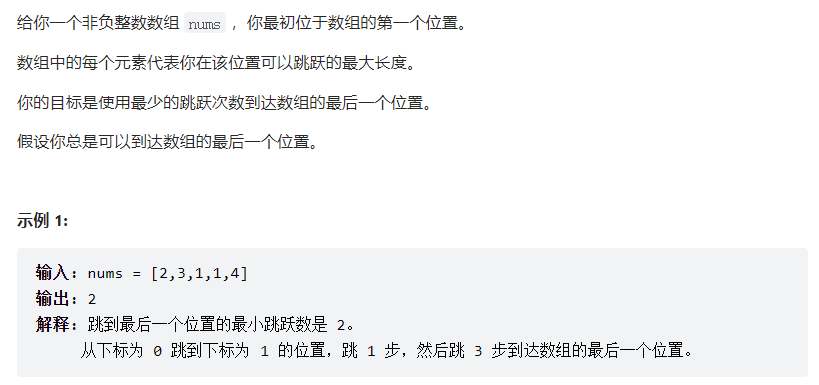 给你一个非负整数数组 nums ，你最初位于数组的第一个位置。
数组中的每个元素代表你在该位置可以跳跃的最大长度。
你的目标是使用最少的跳跃次数到达数组的最后一个位置。
假设你总是可以到达数组的最后一个位置。
示例 1:
输入：nums = [2,3,1,1,4]
输出：2
解释：跳到最后一个位置的最小跳跃数是 2。
从下标为 0 跳到下标为 1 的位置，跳 1 步，然后跳 3 步到达数组的最后一个位置。